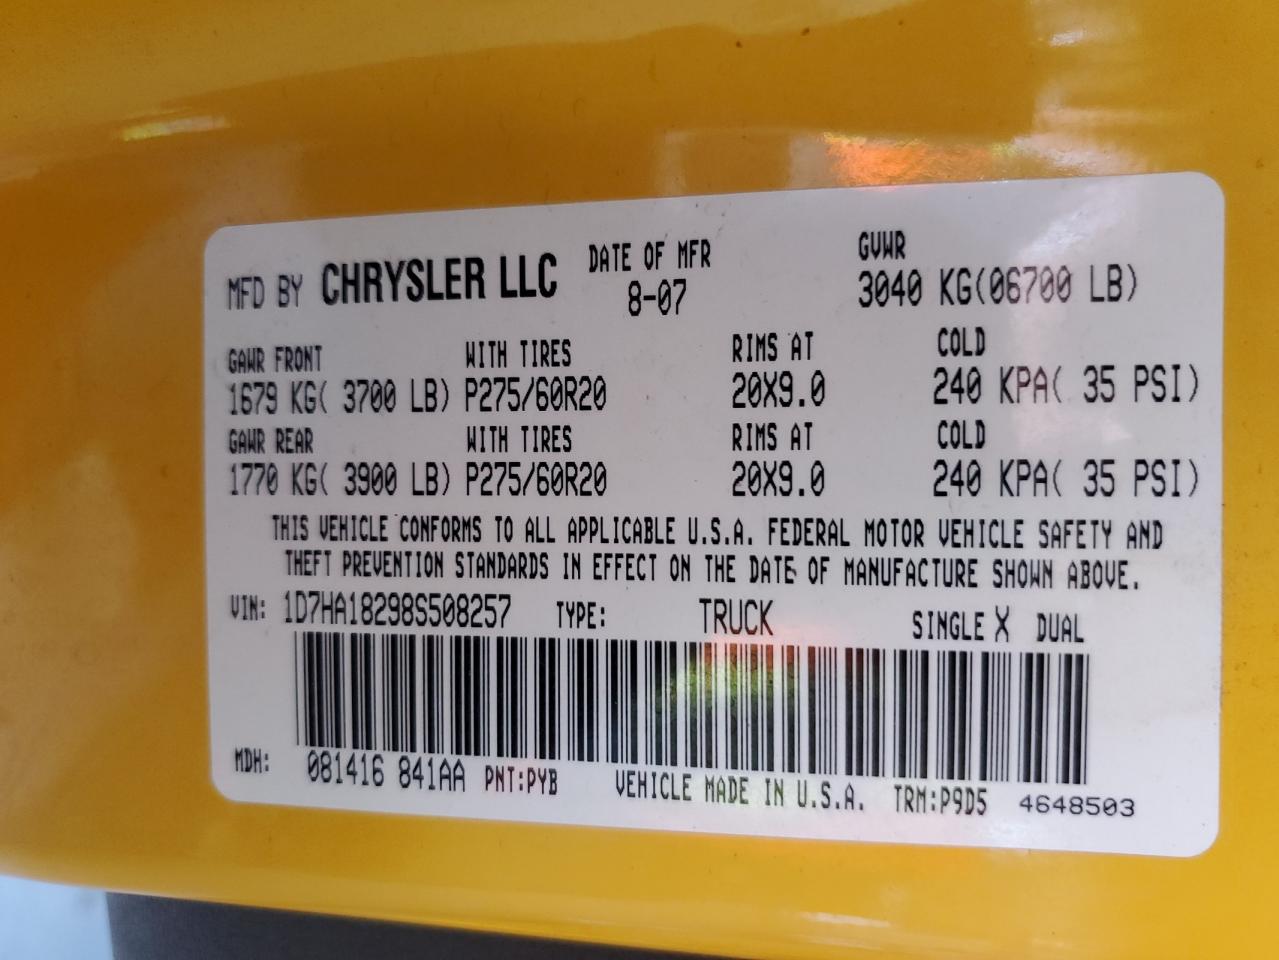 MFD BY CHRYSLER LLC DATE OF MFR GVWR
8-07 3040 KG(06700 LB)
GAWR FRONT WITH TIRES RIMS AT COLD
1679 KG( 3700 LB) P275/60R20 20X9.0 240 KPA( 35 PSI)
GAWR REAR WITH TIRES RIMS AT COLD
1770 KG( 3900 LB) P275/60R20 20X9.0 240 KPA( 35 PSI)
THIS VEHICLE CONFORMS TO ALL APPLICABLE U.S.A. FEDERAL MOTOR VEHICLE SAFETY AND
THEFT PREVENTION STANDARDS IN EFFECT ON THE DATE OF MANUFACTURE SHOWN ABOVE.
VIN: 1D7HA18298S508257 TYPE: TRUCK SINGLE X DUAL
MDH: 081416 841AA PNT:PYB VEHICLE MADE IN U.S.A. TRM:P9D5 4648503